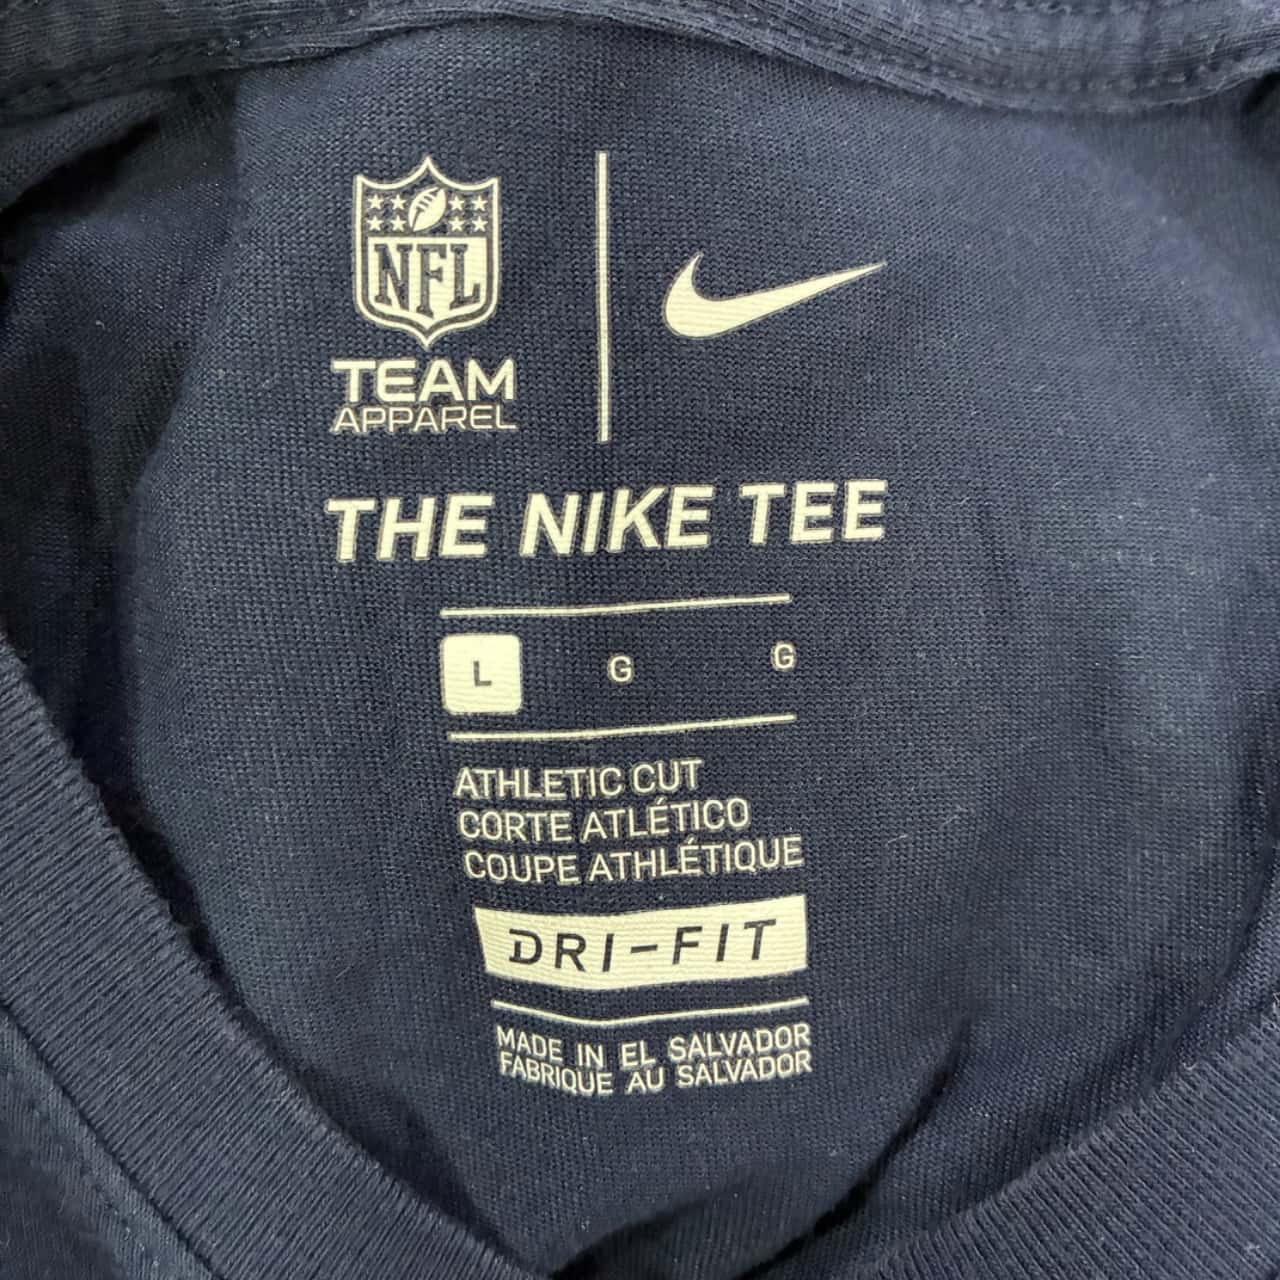 NFL
TEAM
APPAREL
THE NIKE TEE
L G G
ATHLETIC CUT
CORTE ATLÉTICO
COUPE ATHLÉTIQUE
DRI-FIT
MADE IN EL SALVADOR
FABRIQUE AU SALVADOR